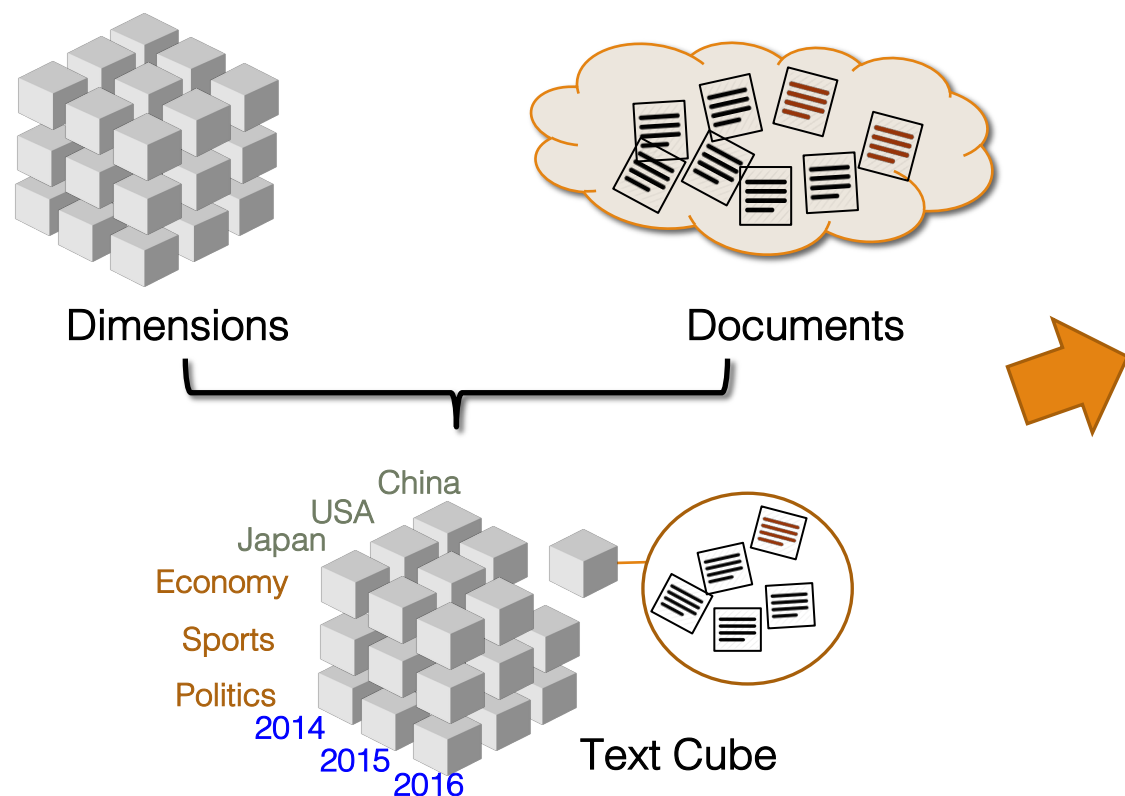 Dimensions
Documents
China
USA
Japan
Economy
Sports
Politics
2014
2015
2016
Text Cube